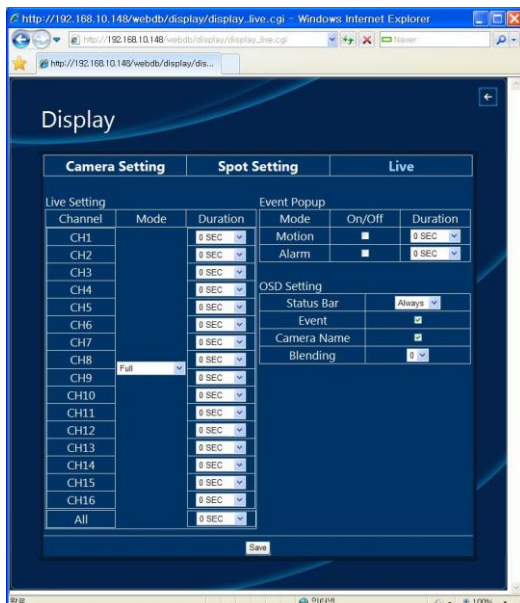 http://192.168.10.148/webdb/display/display_live.cgi - Windows Internet Explorer
http://192.168.10.148/webdb/display/display_live.cgi
Naver
http://192.168.10.148/webdb/display/dis...
Display
Camera Setting Spot Setting Live
Live Setting Event Popup
Channel Mode Duration Mode On/Off Duration
CH1 0 SEC Motion 0 SEC
CH2 0 SEC Alarm 0 SEC
CH3 0 SEC
CH4 0 SEC OSD Setting
CH5 0 SEC Status Bar Always
CH6 0 SEC Event
CH7 0 SEC Camera Name
CH8 0 SEC Blending 0
Full
CH9 0 SEC
CH10 0 SEC
CH11 0 SEC
CH12 0 SEC
CH13 0 SEC
CH14 0 SEC
CH15 0 SEC
CH16 0 SEC
All 0 SEC
Save
완료 인터넷 100%